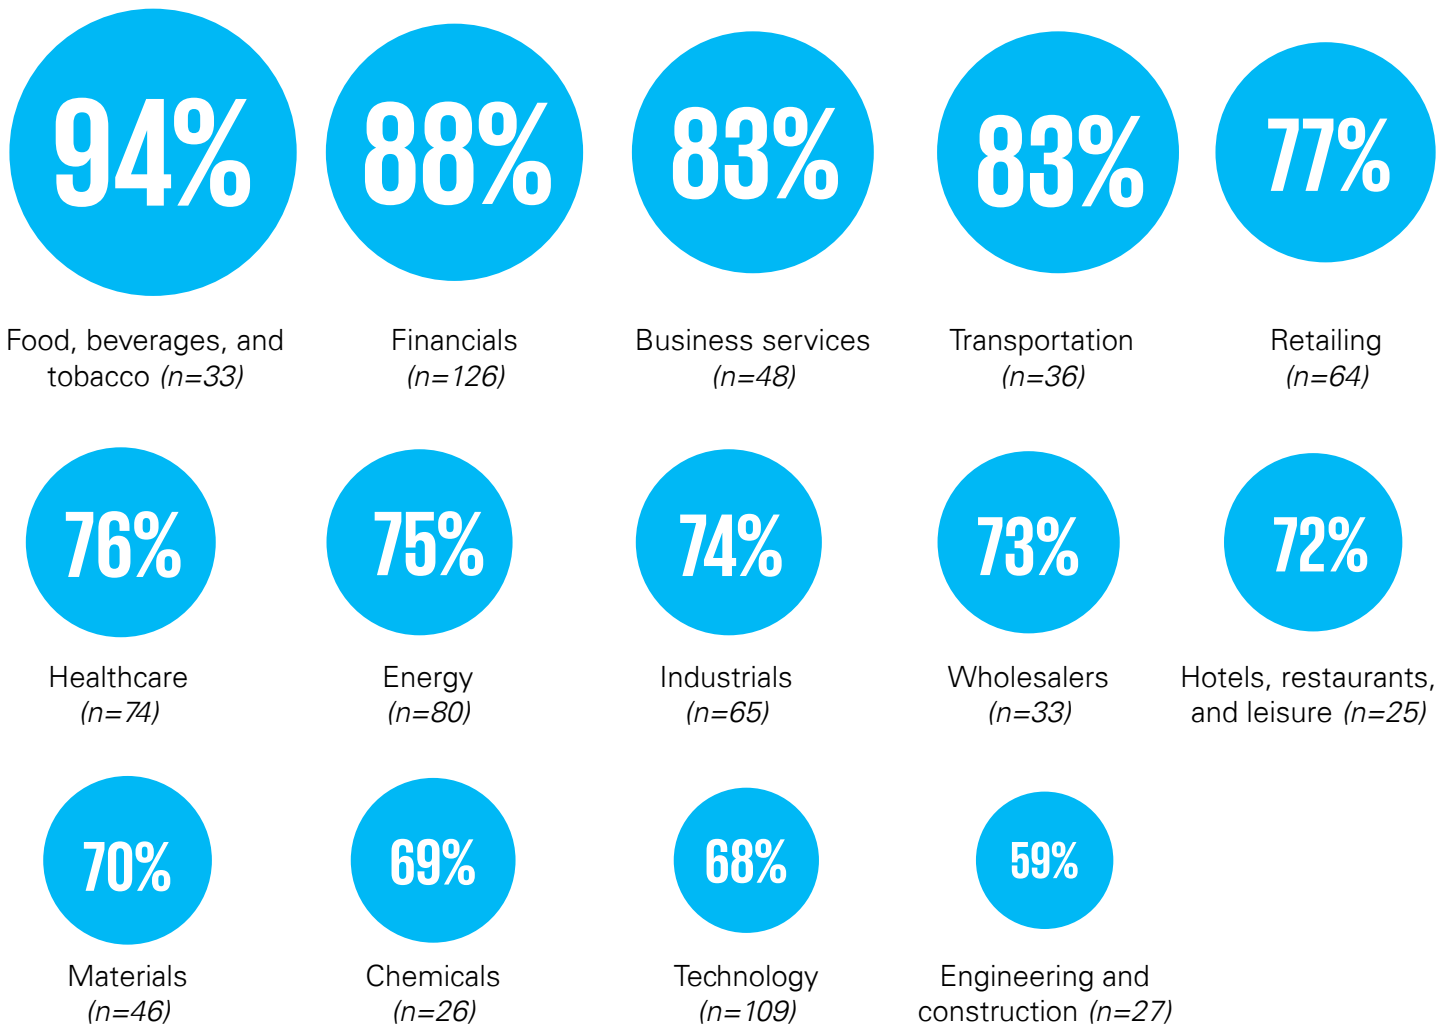 94%
88%
83%
83%
77%
Food, beverages, and
tobacco (n=33)
Financials
(n=126)
Business services
(n=48)
Transportation
(n=36)
Retailing
(n=64)
76%
75%
74%
73%
72%
Healthcare
(n=74)
Energy
(n=80)
Industrials
(n=65)
Wholesalers
(n=33)
Hotels, restaurants,
and leisure (n=25)
70%
69%
68%
59%
Materials
(n=46)
Chemicals
(n=26)
Technology
(n=109)
Engineering and
construction (n=27)